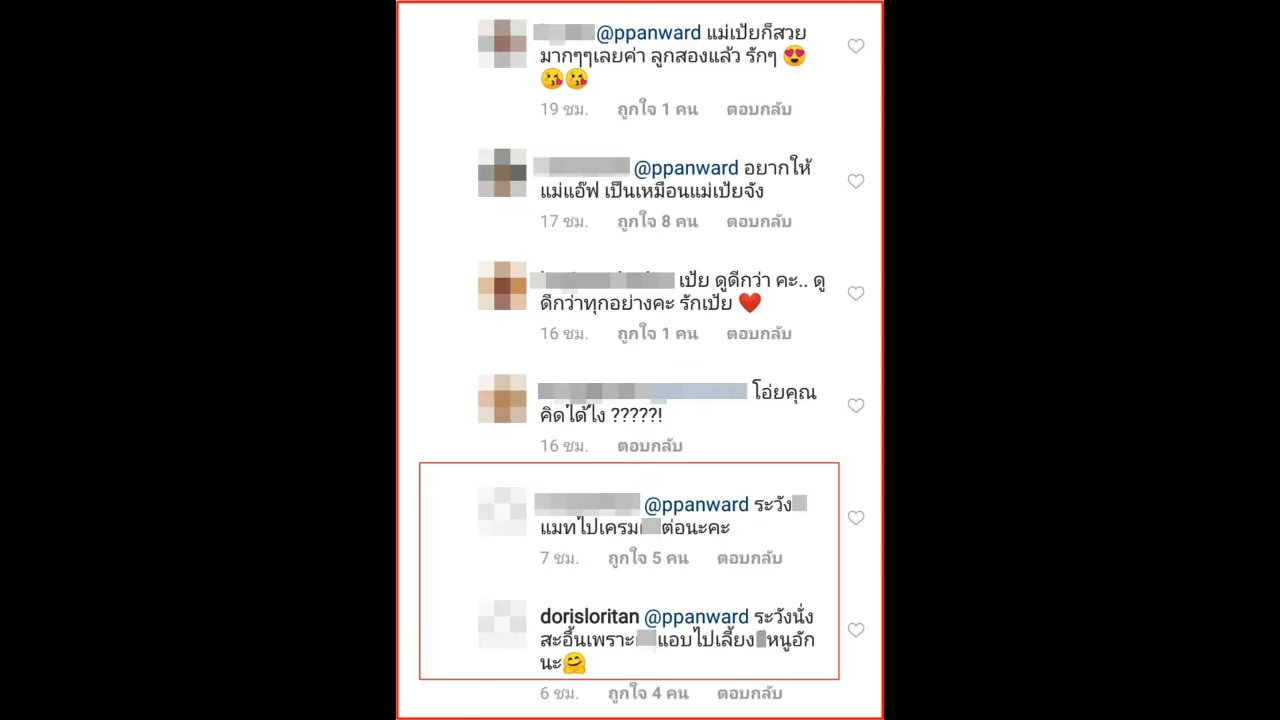 @ppanward แม่เป้ยก็สวย
มากๆๆเลยค่า ลูกสองแล้ว รักๆ 😍
😘😘
19 ชม. ถูกใจ 1 คน ตอบกลับ
@ppanward อยากให้
แม่แอ๊ฟ เป็นเหมือนแม่เป้ยจัง
17 ชม. ถูกใจ 8 คน ตอบกลับ
เป้ย ดูดีกว่า คะ.. ดู
ดีกว่าทุกอย่างคะ รักเป้ย ❤️
16 ชม. ถูกใจ 1 คน ตอบกลับ
โอ่ยคุณ
คิดได้ไง ?????!
16 ชม. ตอบกลับ
@ppanward ระวัง
แมทไปเครม ต่อนะคะ
7 ชม. ถูกใจ 5 คน ตอบกลับ
dorisloritan @ppanward ระวังนั่ง
สะอื้นเพราะ แอบไปเลี้ยง หนูอัก
นะ🤗
6 ชม. ถูกใจ 4 คน ตอบกลับ